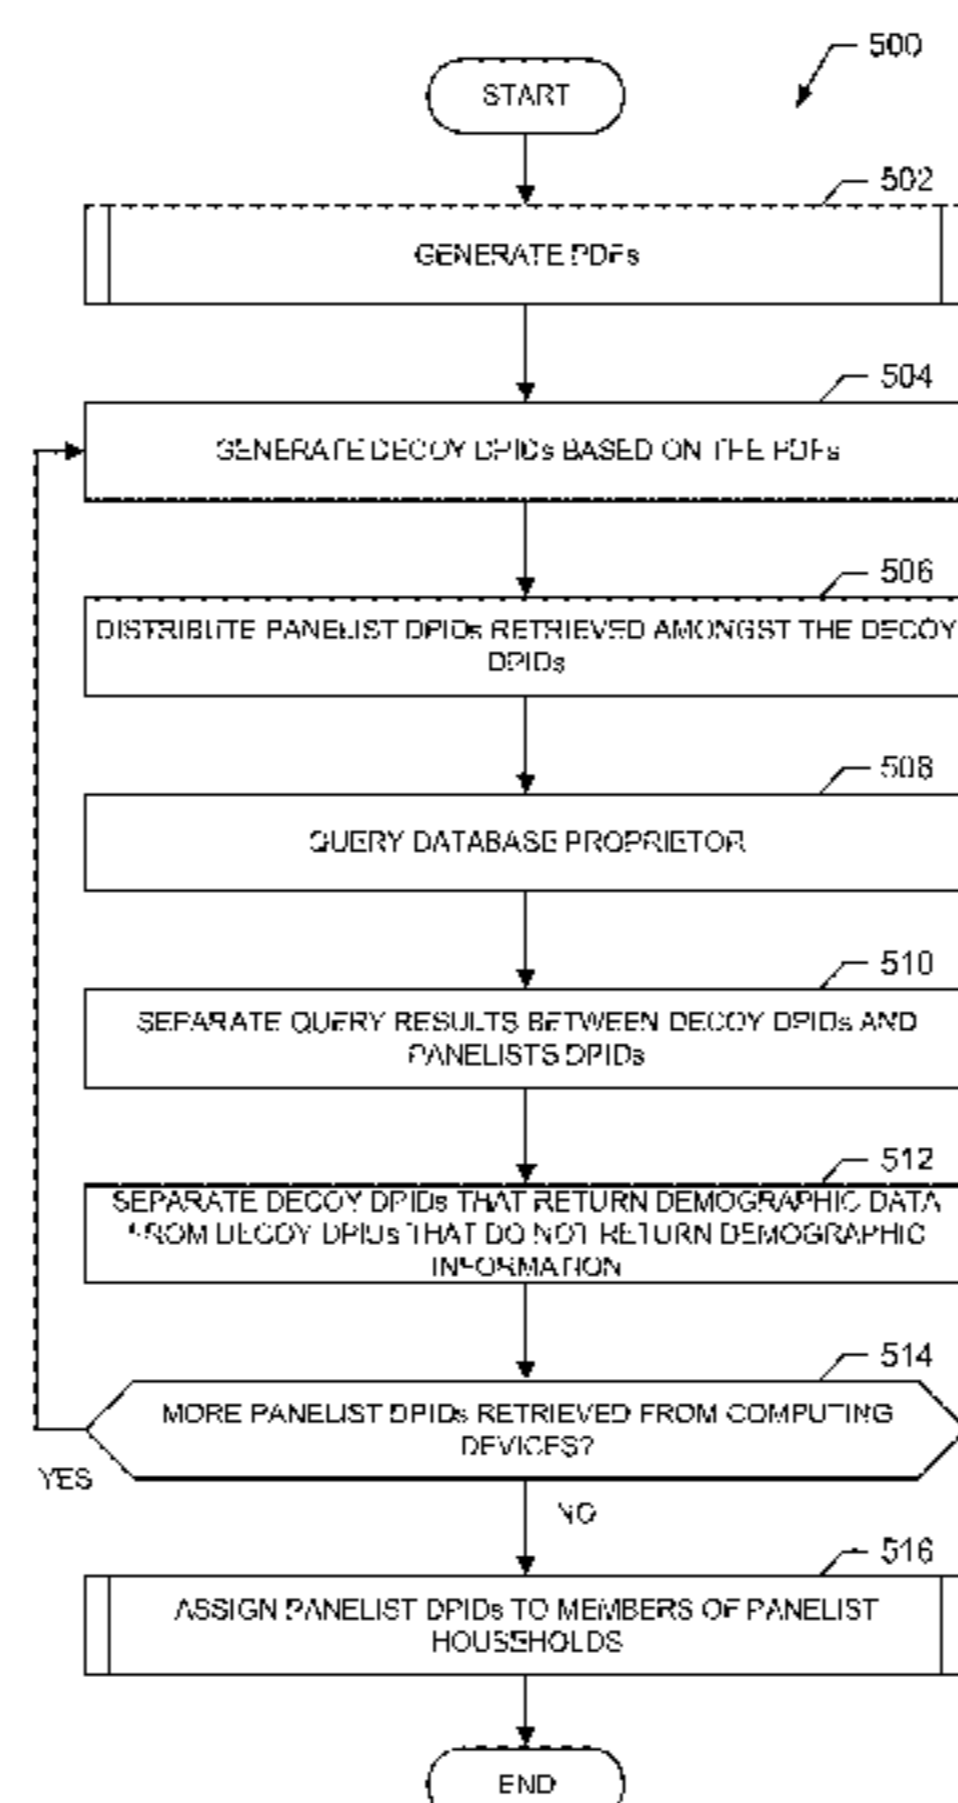 500
START
502
GENERATE PDFs
504
GENERATE DECOY DPIDs BASED ON THE PDFs
506
DISTRIBUTE PANELIST DPIDs RETRIEVED AMONGST THE DECOY
DPIDs
508
QUERY DATABASE PROPRIETOR
510
SEPARATE QUERY RESULTS BETWEEN DECOY DPIDs AND
PANELISTS DPIDs
512
SEPARATE DECOY DPIDs THAT RETURN DEMOGRAPHIC DATA
FROM DECOY DPIDs THAT DO NOT RETURN DEMOGRAPHIC
INFORMATION
514
MORE PANELIST DPIDs RETRIEVED FROM COMPUTING
DEVICES?
YES
NO
516
ASSIGN PANELIST DPIDs TO MEMBERS OF PANELIST
HOUSEHOLDS
END